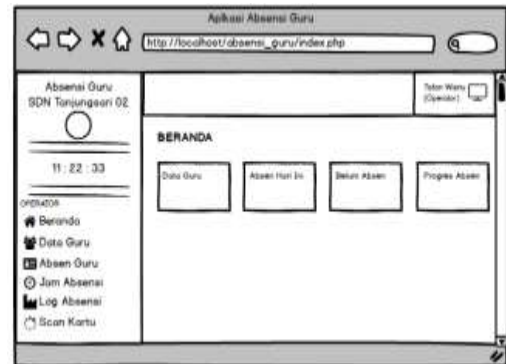 Aplikasi Absensi Guru
http://localhost/absensi_guru/index.php
Absensi Guru
SDN Tanjungsari 02
11 : 22 : 33
OPERATOR
Beranda
Data Guru
Absen Guru
Jam Absensi
Log Absensi
Scan Kartu
(Operator)
BERANDA
Data Guru
Absen Hari Ini
Belum Absen
Progres Absen